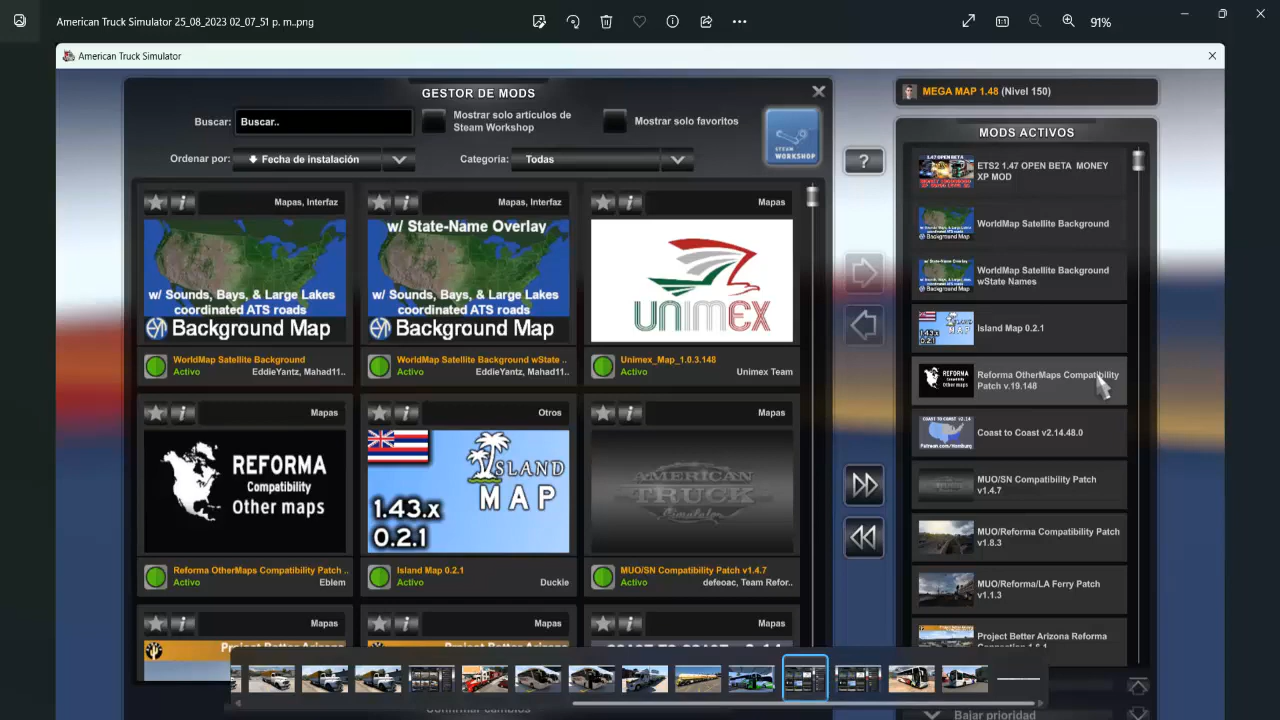 American Truck Simulator 25_08_2023 02_07_51 p. m..png
91%
American Truck Simulator
GESTOR DE MODS
Buscar:
Buscar..
Mostrar solo artículos de
Steam Workshop
Mostrar solo favoritos
STEAM
WORKSHOP
Ordenar por:
Fecha de instalación
Categoria:
Todas
Mapas, Interfaz
w/ Sounds, Bays, & Large Lakes
coordinated ATS roads
Background Map
WorldMap Satellite Background
Activo
EddieYantz, Mahad11..
Mapas, Interfaz
w/ State-Name Overlay
w/ Sounds, Bays, & Large Lakes
coordinated ATS roads
Background Map
WorldMap Satellite Background wState ..
Activo
EddieYantz, Mahad11..
Mapas
UNIMEX
Unimex_Map_1.0.3.148
Activo
Unimex Team
Mapas
REFORMA
Compatibility
Other maps
Reforma OtherMaps Compatibility Patch ..
Activo
Eblem
Otros
ISLAND
MAP
1.43.x
0.2.1
Island Map 0.2.1
Activo
Duckie
Mapas
AMERICAN
TRUCK
Simulator
MUO/SN Compatibility Patch v1.4.7
Activo
defeoac, Team Refor..
Mapas
Mapas
Mapas
?
MEGA MAP 1.48 (Nivel 150)
MODS ACTIVOS
ETS2 1.47 OPEN BETA MONEY
XP MOD
WorldMap Satellite Background
WorldMap Satellite Background
wState Names
Island Map 0.2.1
Reforma OtherMaps Compatibility
Patch v.19.148
Coast to Coast v2.14.48.0
MUO/SN Compatibility Patch
v1.4.7
MUO/Reforma Compatibility Patch
v1.8.3
MUO/Reforma/LA Ferry Patch
v1.1.3
Project Better Arizona Reforma
Bajar prioridad